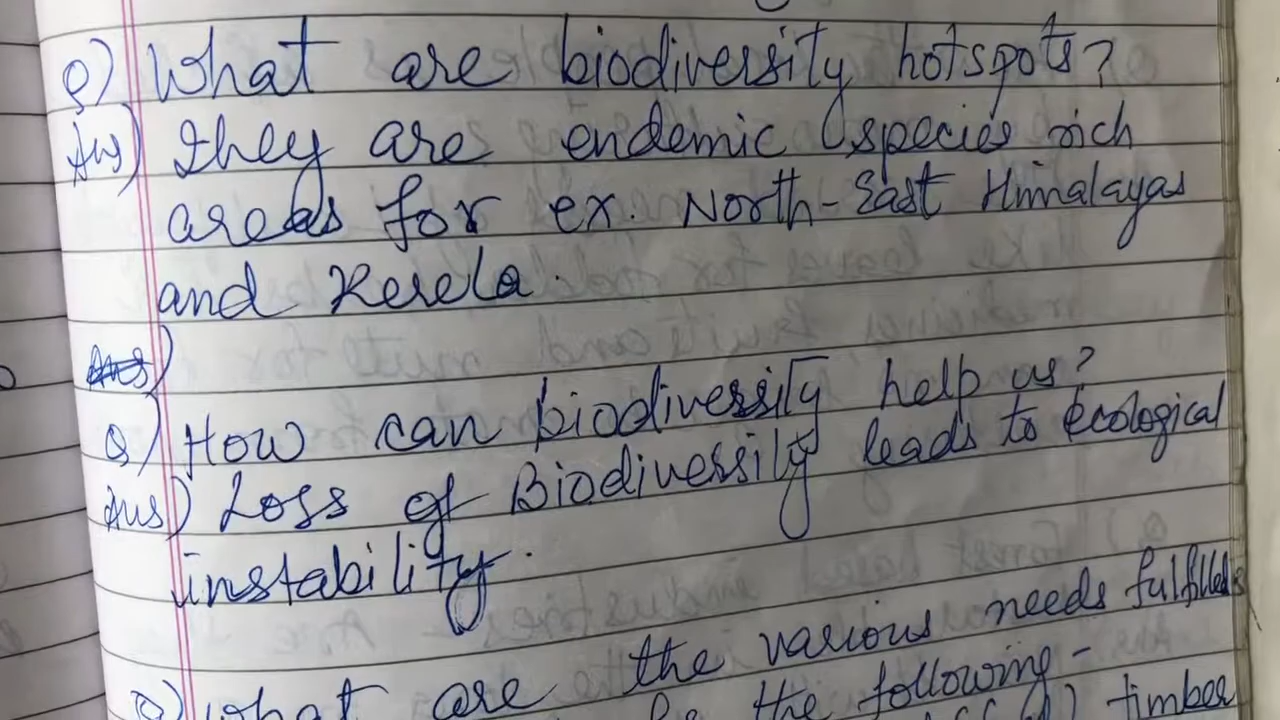 Q) What are biodiversity hotspots?
Ans) They are endemic species rich
areas for ex. North-East Himalayas
and Kerela.
Ans)
Q) How can biodiversity help us?
Ans) Loss of Biodiversity leads to ecological
instability.
Q) What are the various needs fulfilled
the following -
timber